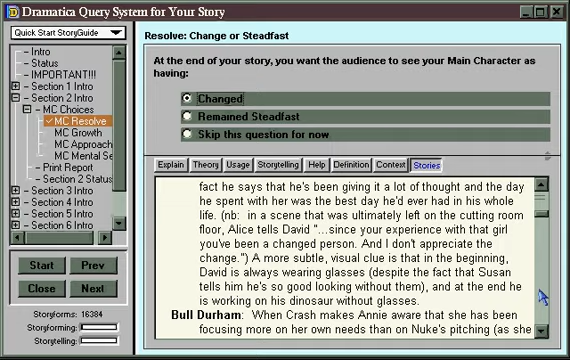 Dramatica Query System for Your Story
Quick Start StoryGuide
Intro
Status
IMPORTANT!!!
Section 1 Intro
Section 2 Intro
MC Choices
MC Resolve
MC Growth
MC Approach
MC Mental Se
Print Report
Section 2 Status
Section 3 Intro
Section 4 Intro
Section 5 Intro
Section 6 Intro
Start
Prev
Close
Next
Storyforms: 16384
Storyforming:
Storytelling:
Resolve: Change or Steadfast
At the end of your story, you want the audience to see your Main Character as
having:
Changed
Remained Steadfast
Skip this question for now
Explain
Theory
Usage
Storytelling
Help
Definition
Context
Stories
fact he says that he's been giving it a lot of thought and the day
he spent with her was the best day he'd ever had in his whole
life. (nb: in a scene that was ultimately left on the cutting room
floor, Alice tells David "...since your experience with that girl
you've been a changed person. And I don't appreciate the
change.") A more subtle, visual clue is that in the beginning,
David is always wearing glasses (despite the fact that Susan
tells him he's so good looking without them), and at the end he
is working on his dinosaur without glasses.
Bull Durham: When Crash makes Annie aware that she has been
focusing more on her own needs than on Nuke's pitching (as she